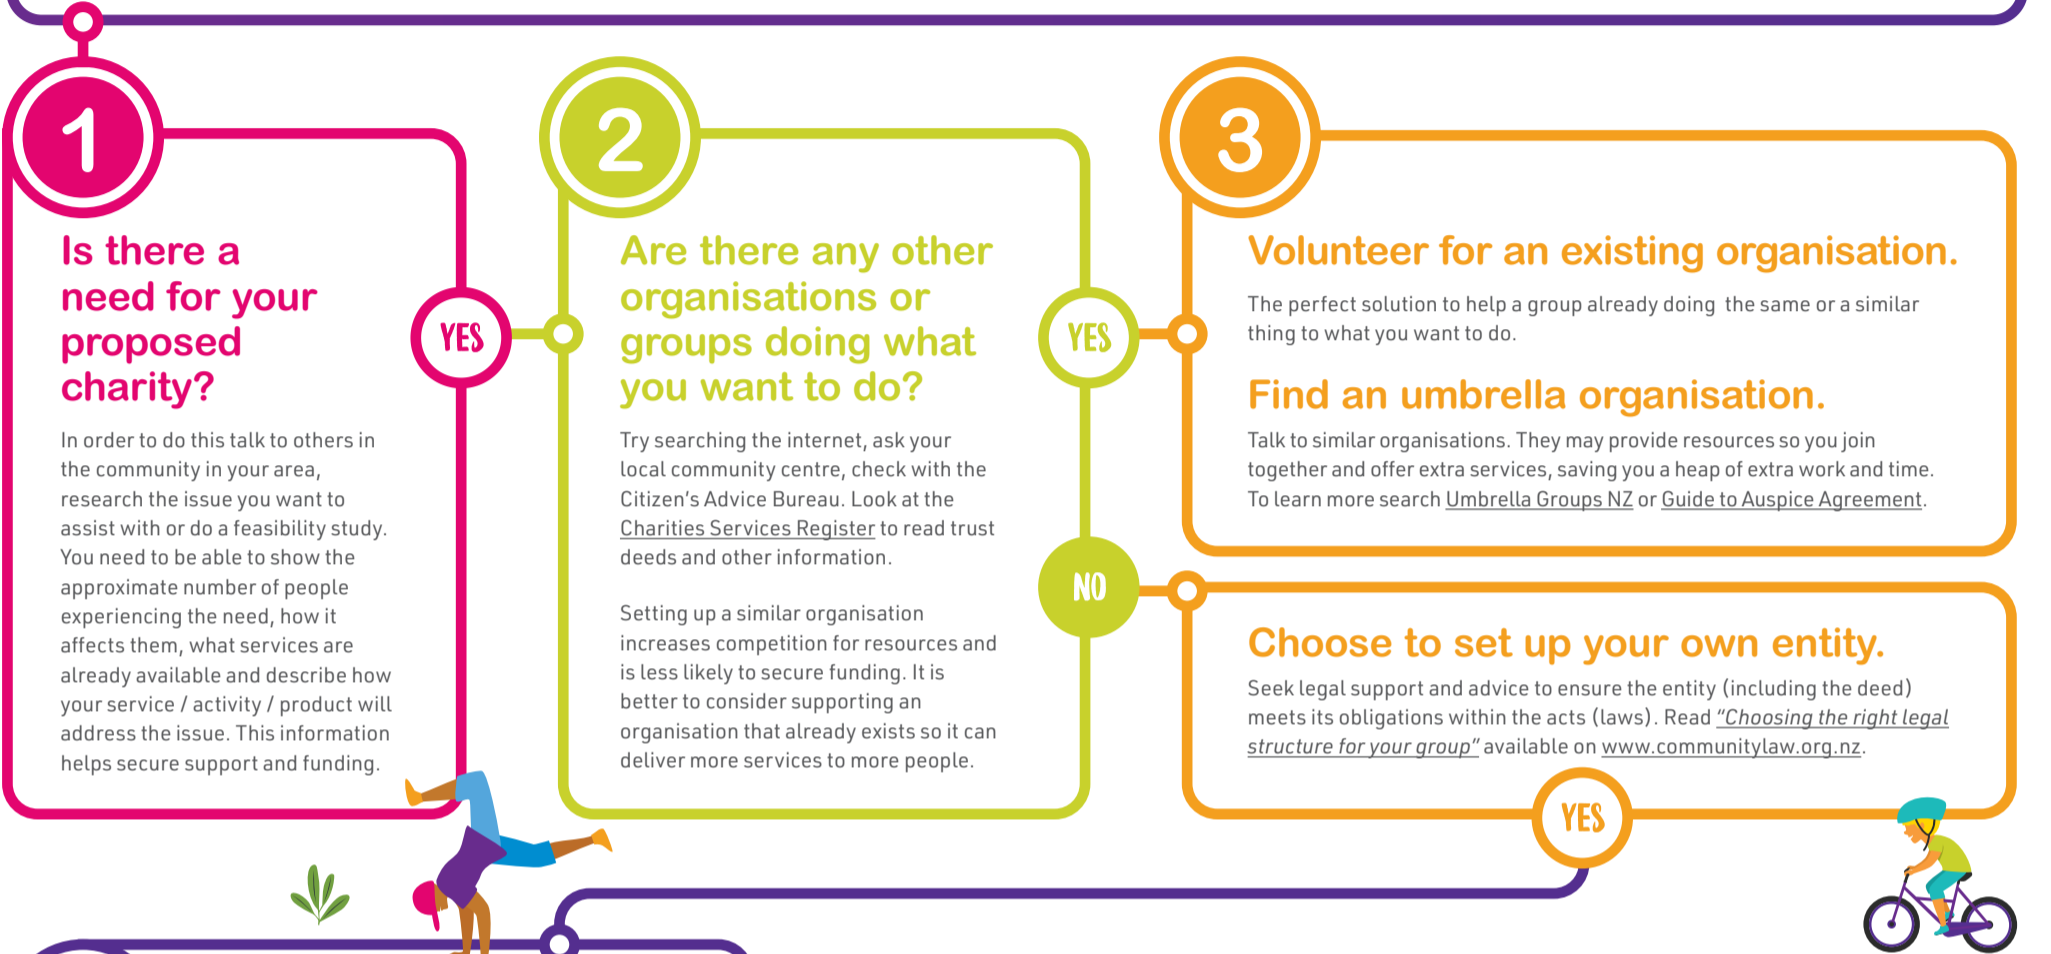 1
Is there a
need for your
proposed
charity?
In order to do this talk to others in
the community in your area,
research the issue you want to
assist with or do a feasibility study.
You need to be able to show the
approximate number of people
experiencing the need, how it
affects them, what services are
already available and describe how
your service / activity / product will
address the issue. This information
helps secure support and funding.
YES
2
Are there any other
organisations or
groups doing what
you want to do?
Try searching the internet, ask your
local community centre, check with the
Citizen's Advice Bureau. Look at the
Charities Services Register to read trust
deeds and other information.
Setting up a similar organisation
increases competition for resources and
is less likely to secure funding. It is
better to consider supporting an
organisation that already exists so it can
deliver more services to more people.
YES
NO
3
Volunteer for an existing organisation.
The perfect solution to help a group already doing the same or a similar
thing to what you want to do.
Find an umbrella organisation.
Talk to similar organisations. They may provide resources so you join
together and offer extra services, saving you a heap of extra work and time.
To learn more search Umbrella Groups NZ or Guide to Auspice Agreement.
Choose to set up your own entity.
Seek legal support and advice to ensure the entity (including the deed)
meets its obligations within the acts (laws). Read “Choosing the right legal
structure for your group” available on www.communitylaw.org.nz.
YES